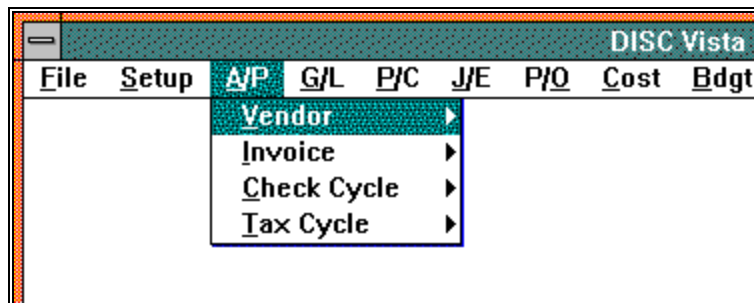 DISC Vista
File Setup A/P G/L P/C J/E P/O Cost Bdgt
Vendor
Invoice
Check Cycle
Tax Cycle